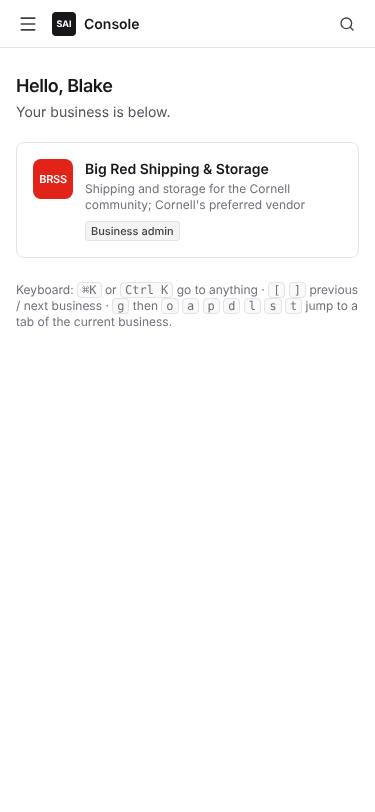 SAI Console
Hello, Blake
Your business is below.
BRSS
Big Red Shipping & Storage
Shipping and storage for the Cornell
community; Cornell's preferred vendor
Business admin
Keyboard: ⌘K or Ctrl K go to anything · [ ] previous
/ next business · g then o a p d l s t jump to a
tab of the current business.